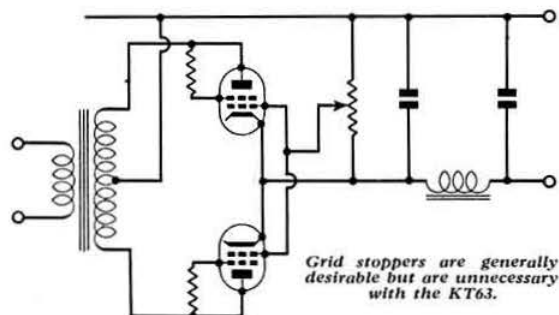 Grid stoppers are generally
desirable but are unnecessary
with the KT63.